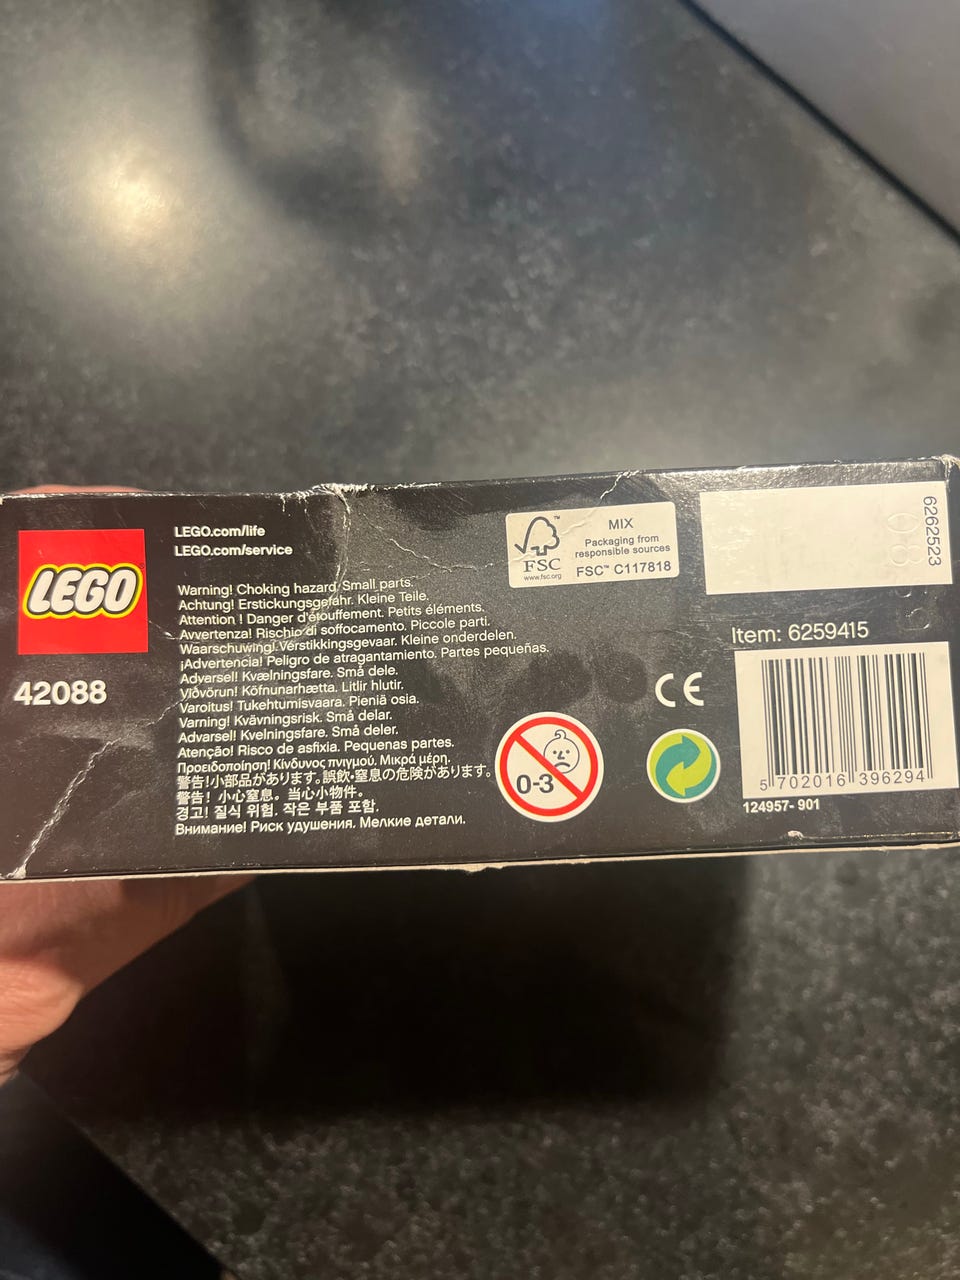 LEGO
42088
LEGO.com/life
LEGO.com/service
Warning! Choking hazard. Small parts.
Achtung! Erstickungsgefahr. Kleine Teile.
Attention ! Danger d'étouffement. Petits éléments.
Avvertenza! Rischio di soffocamento. Piccole parti.
Waarschuwing! Verstikkingsgevaar. Kleine onderdelen.
¡Advertencia! Peligro de atragantamiento. Partes pequeñas.
Advarsel! Kvælningsfare. Små dele.
Viðvörun! Köfnunarhætta. Litlir hlutir.
Varoitus! Tukehtumisvaara. Pieniä osia.
Varning! Kvävningsrisk. Små delar.
Advarsel! Kvelningsfare. Små deler.
Atenção! Risco de asfixia. Pequenas partes.
Προειδοποίηση! Κίνδυνος πνιγμού. Μικρά μέρη.
警告!小部品があります。誤飲・窒息の危険があります。
警告! 小心窒息。当心小物件。
경고! 질식 위험. 작은 부품 포함.
Внимание! Риск удушения. Мелкие детали.
FSC
www.fsc.org
MIX
Packaging from
responsible sources
FSC™ C117818
0-3
CE
6262523
Item: 6259415
5 702016 396294
124957- 901